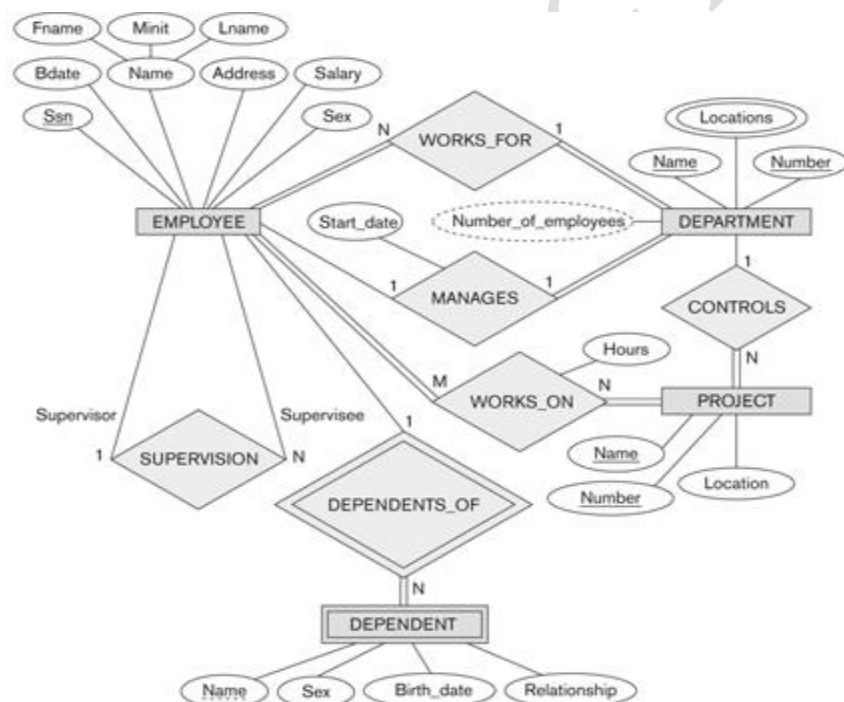 Fname Minit Lname
Bdate Name Address Salary
Ssn Sex
N WORKS_FOR 1
Locations
Name Number
EMPLOYEE Start_date Number_of_employees DEPARTMENT
1 MANAGES 1
1
CONTROLS
N
Hours
M WORKS_ON N PROJECT
Supervisor Supervisee
1 SUPERVISION N
1
Name
Number Location
DEPENDENTS_OF
N
DEPENDENT
Name Sex Birth_date Relationship